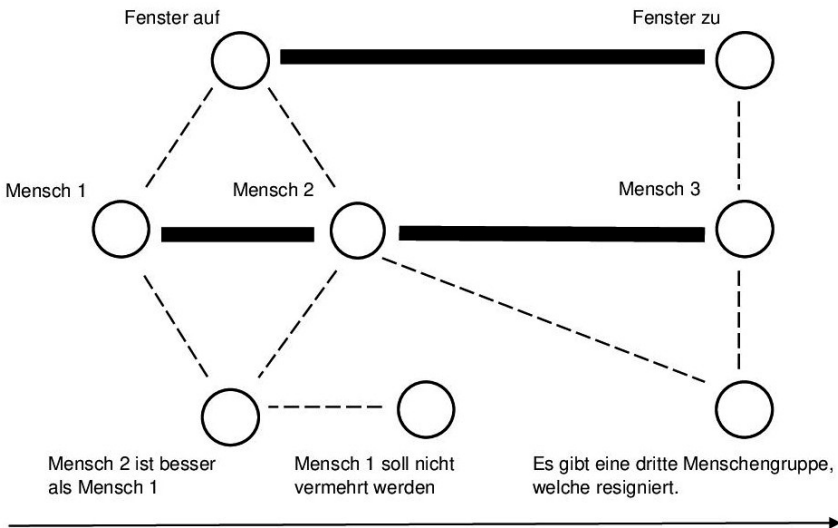 Fenster auf
Fenster zu
Mensch 1
Mensch 2
Mensch 3
Mensch 2 ist besser
als Mensch 1
Mensch 1 soll nicht
vermehrt werden
Es gibt eine dritte Menschengruppe,
welche resigniert.